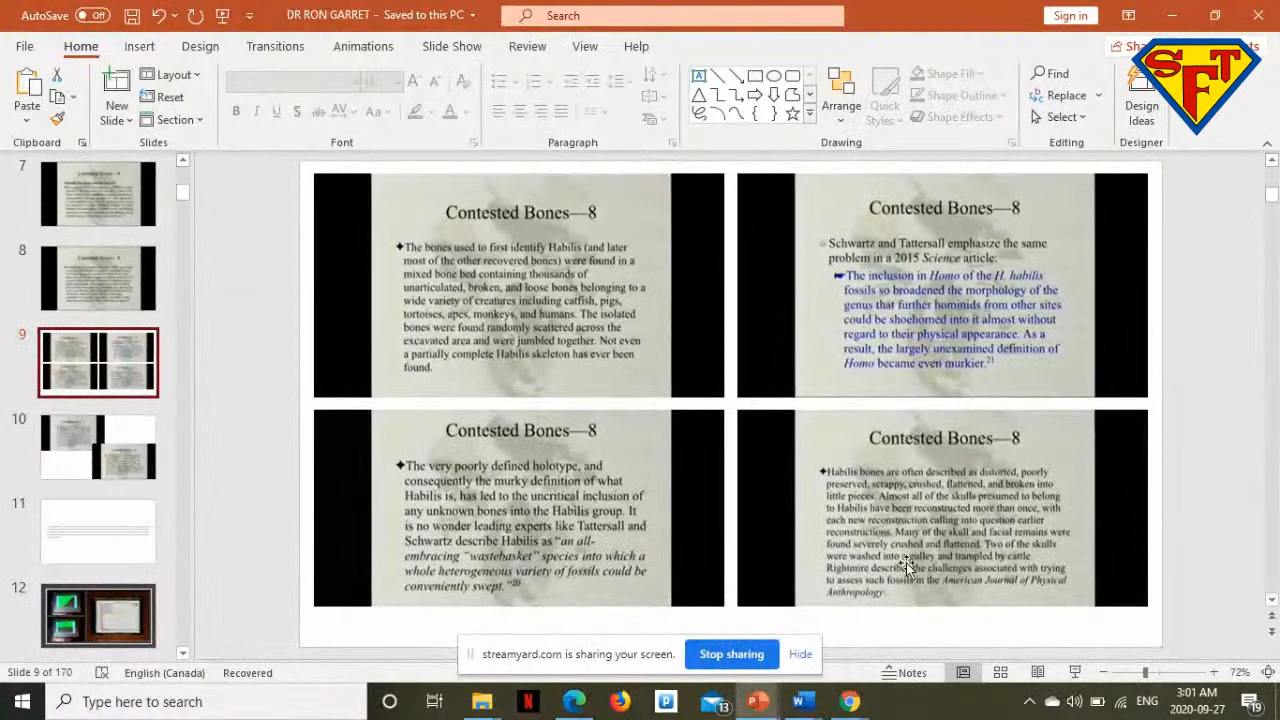 AutoSave Off
DR RON GARRET - Saved to this PC
Search
Sign in
File Home Insert Design Transitions Animations Slide Show Review View Help
Paste
Clipboard
New
Slide
Layout
Reset
Section
Slides
Font
Paragraph
Arrange
Quick
Styles
Shape Fill
Shape Outline
Shape Effects
Drawing
Find
Replace
Select
Editing
Design
Ideas
Designer
SFT
7
8
9
10
11
12
Contested Bones—8
The bones used to first identify Habilis (and later
most of the other recovered bones) were found in a
mixed bone bed containing thousands of
unarticulated, broken, and loose bones belonging to a
wide variety of creatures including catfish, pigs,
tortoises, apes, monkeys, and humans. The isolated
bones were found randomly scattered across the
excavated area and were jumbled together. Not even
a partially complete Habilis skeleton has ever been
found.
Contested Bones—8
Schwartz and Tattersall emphasize the same
problem in a 2015 Science article:
The inclusion in Homo of the H. habilis
fossils so broadened the morphology of the
genus that further hominids from other sites
could be shoehorned into it almost without
regard to their physical appearance. As a
result, the largely unexamined definition of
Homo became even murkier.21
Contested Bones—8
The very poorly defined holotype, and
consequently the murky definition of what
Habilis is, has led to the uncritical inclusion of
any unknown bones into the Habilis group. It
is no wonder leading experts like Tattersall and
Schwartz describe Habilis as "an all-
embracing "wastebasket" species into which a
whole heterogeneous variety of fossils could be
conveniently swept."20
Contested Bones—8
Habilis bones are often described as distorted, poorly
preserved, scrappy, crushed, flattened, and broken into
little pieces. Almost all of the skulls presumed to belong
to Habilis have been reconstructed more than once, with
each new reconstruction calling into question earlier
reconstructions. Many of the skull and facial remains were
found severely crushed and flattened. Two of the skulls
were washed into gulley and trampled by cattle
Rightmire describe the challenges associated with trying
to assess such fossils in the American Journal of Physical
Anthropology
streamyard.com is sharing your screen.
Stop sharing
Hide
Slide 9 of 170
English (Canada)
Recovered
Notes
72%
Type here to search
13
ENG
3:01 AM
2020-09-27
19